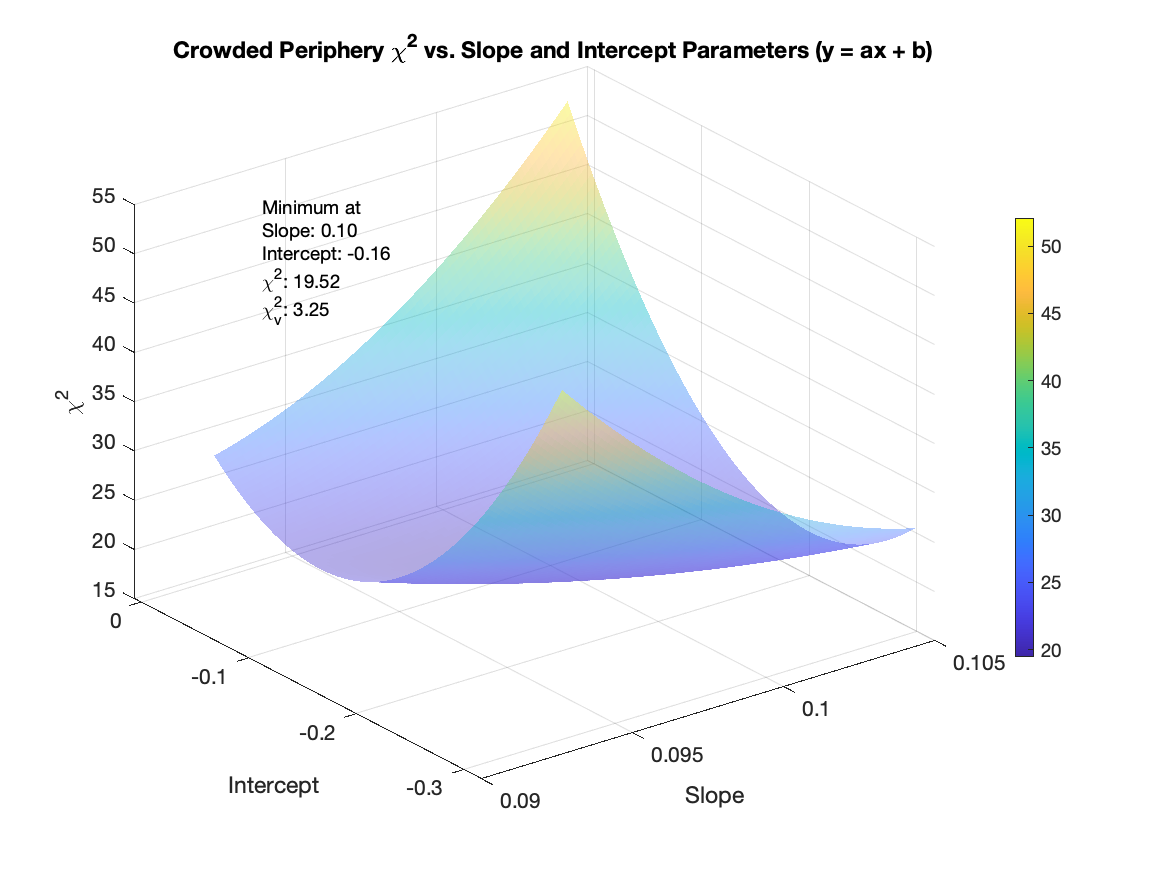 Crowded Periphery χ² vs. Slope and Intercept Parameters (y = ax + b)
Minimum at
Slope: 0.10
Intercept: -0.16
χ²: 19.52
χ²ᵥ: 3.25
χ²
55
50
45
40
35
30
25
20
15
0
-0.1
-0.2
-0.3
Intercept
0.09
0.095
0.1
0.105
Slope
50
45
40
35
30
25
20